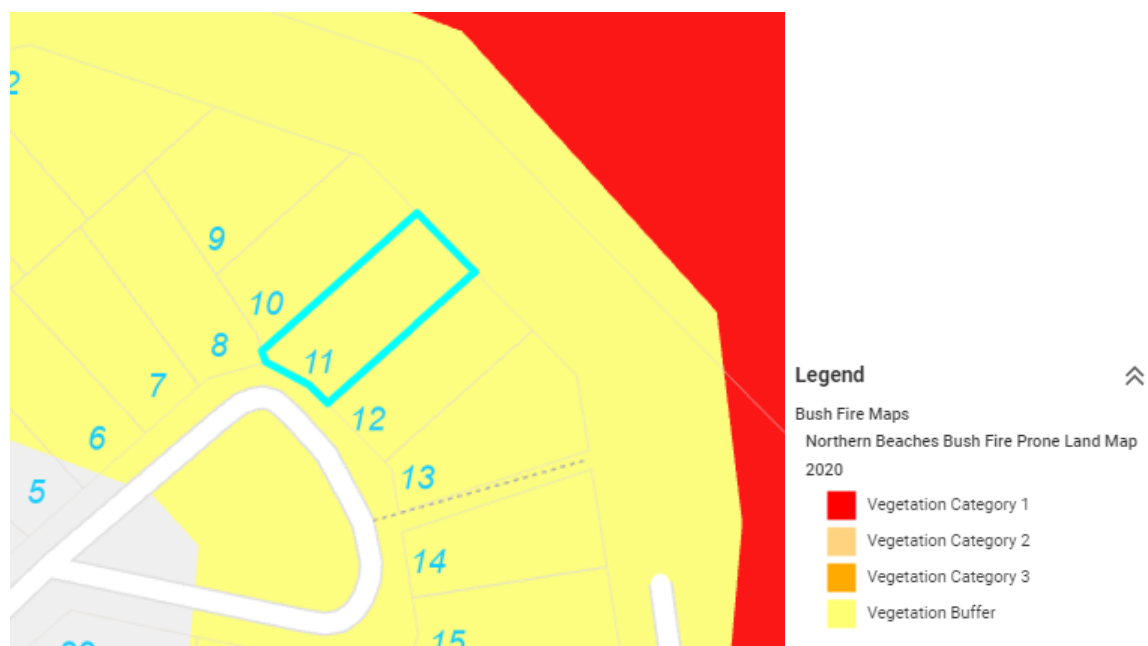 2
9
10
8
11
7
12
6
13
5
14
15
Legend
Bush Fire Maps
Northern Beaches Bush Fire Prone Land Map
2020
Vegetation Category 1
Vegetation Category 2
Vegetation Category 3
Vegetation Buffer